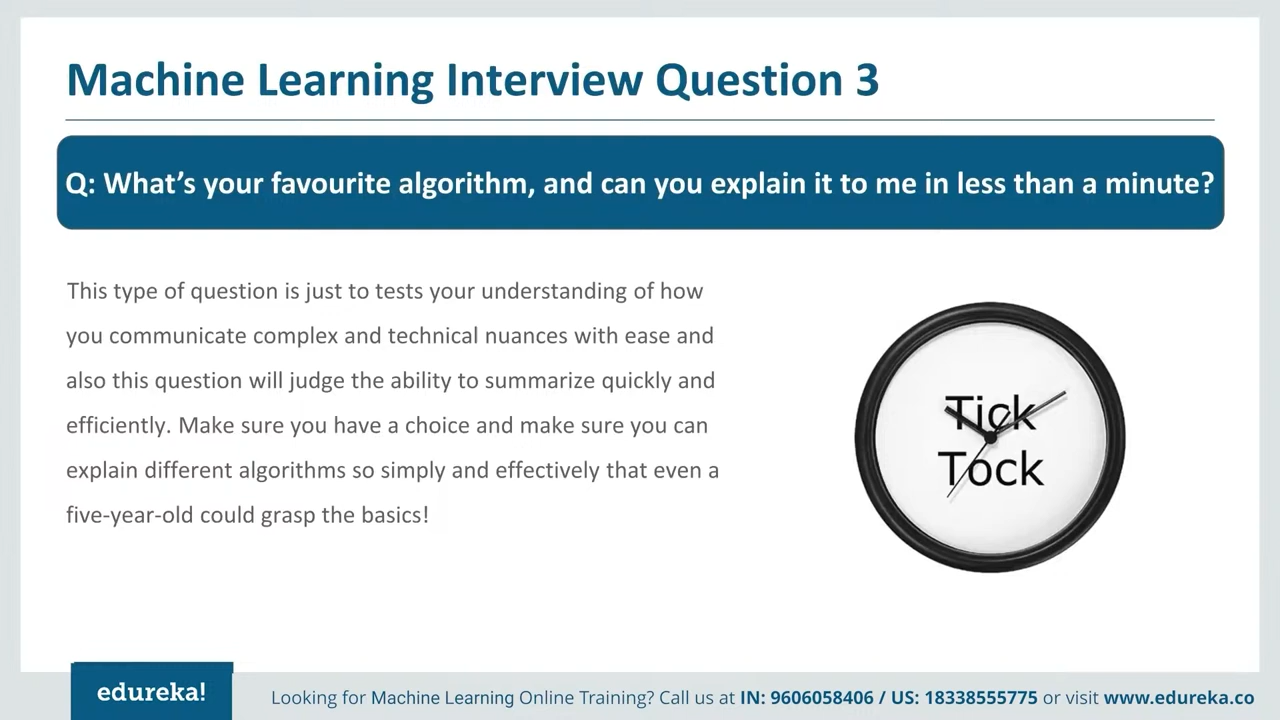 Machine Learning Interview Question 3
Q: What’s your favourite algorithm, and can you explain it to me in less than a minute?
This type of question is just to tests your understanding of how
you communicate complex and technical nuances with ease and
also this question will judge the ability to summarize quickly and
efficiently. Make sure you have a choice and make sure you can
explain different algorithms so simply and effectively that even a
five-year-old could grasp the basics!
Tick
Tock
edureka!
Looking for Machine Learning Online Training? Call us at IN: 9606058406 / US: 18338555775 or visit www.edureka.co